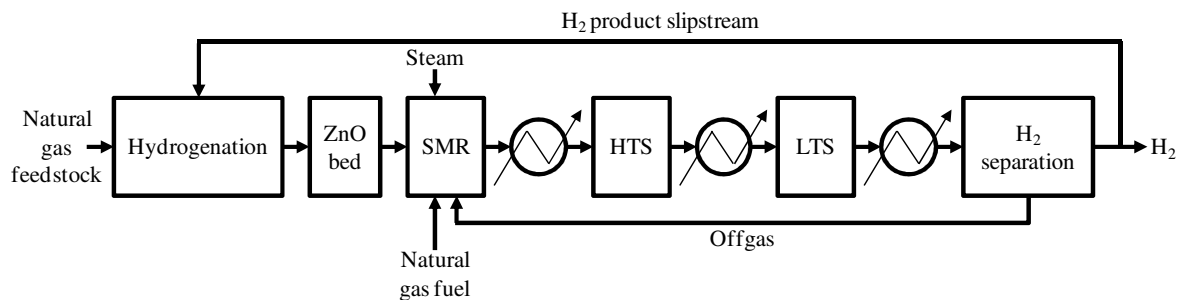 H2 product slipstream
Steam
Natural
gas
feedstock
Hydrogenation
ZnO
bed
SMR
HTS
LTS
H2
separation
H2
Offgas
Natural
gas fuel